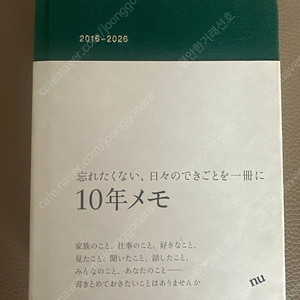 2016-2026
忘れたくない、日々のできごとを一冊に
10年メモ
家族のこと、仕事のこと、好きなこと、
見たこと、聞いたこと、話したこと、
みんなのこと、あなたのこと——
書きとめておきたいことはありませんか
nu